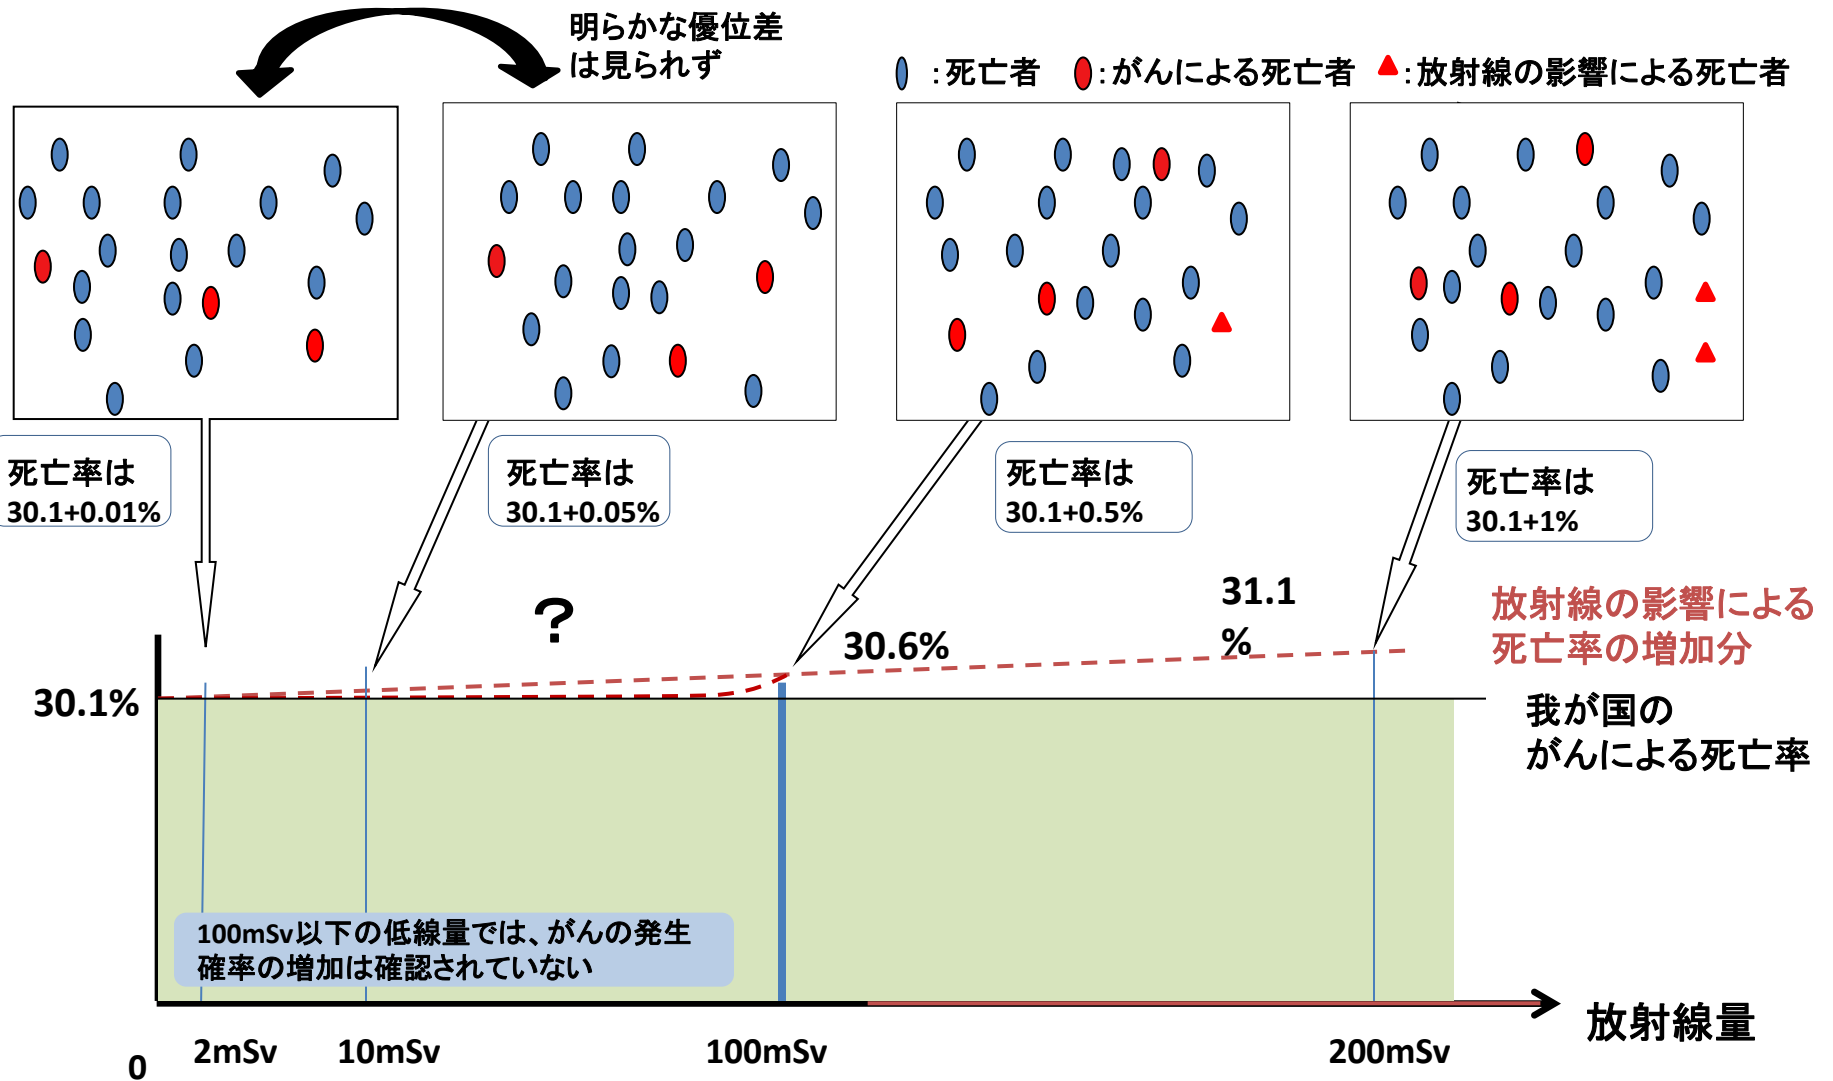 明らかな優位差
は見られず
：死亡者
：がんによる死亡者
：放射線の影響による死亡者
死亡率は
30.1+0.01%
死亡率は
30.1+0.05%
死亡率は
30.1+0.5%
死亡率は
30.1+1%
？
30.6%
31.1
%
放射線の影響による
死亡率の増加分
30.1%
我が国の
がんによる死亡率
100mSv以下の低線量では、がんの発生
確率の増加は確認されていない
放射線量
0
2mSv
10mSv
100mSv
200mSv